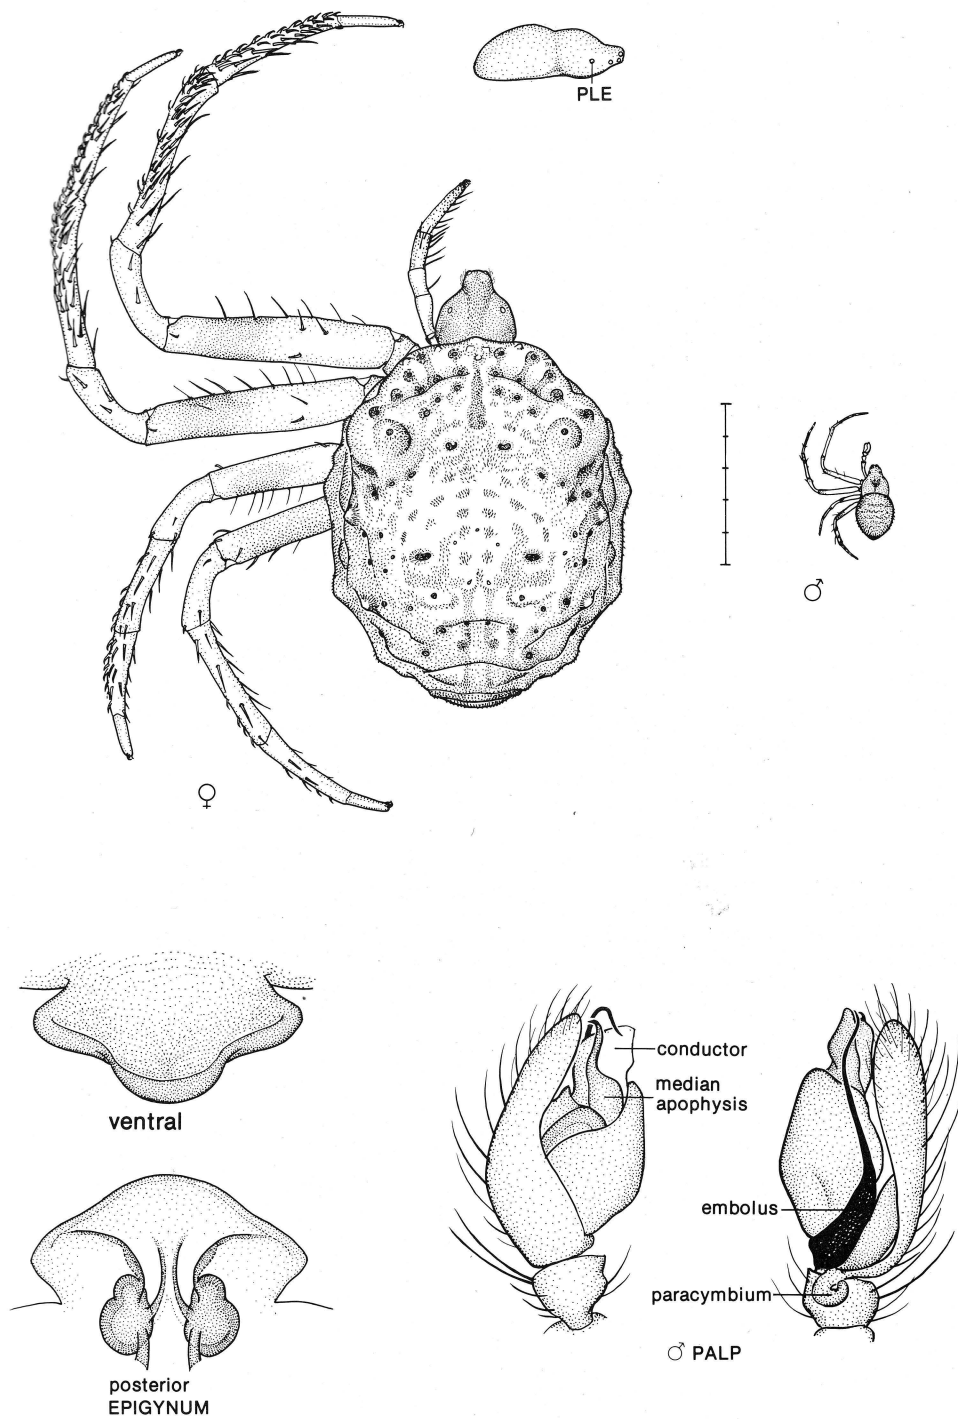 PLE
♂
♀
ventral
conductor
median
apophysis
embolus
paracymbium
♂ PALP
posterior
EPIGYNUM